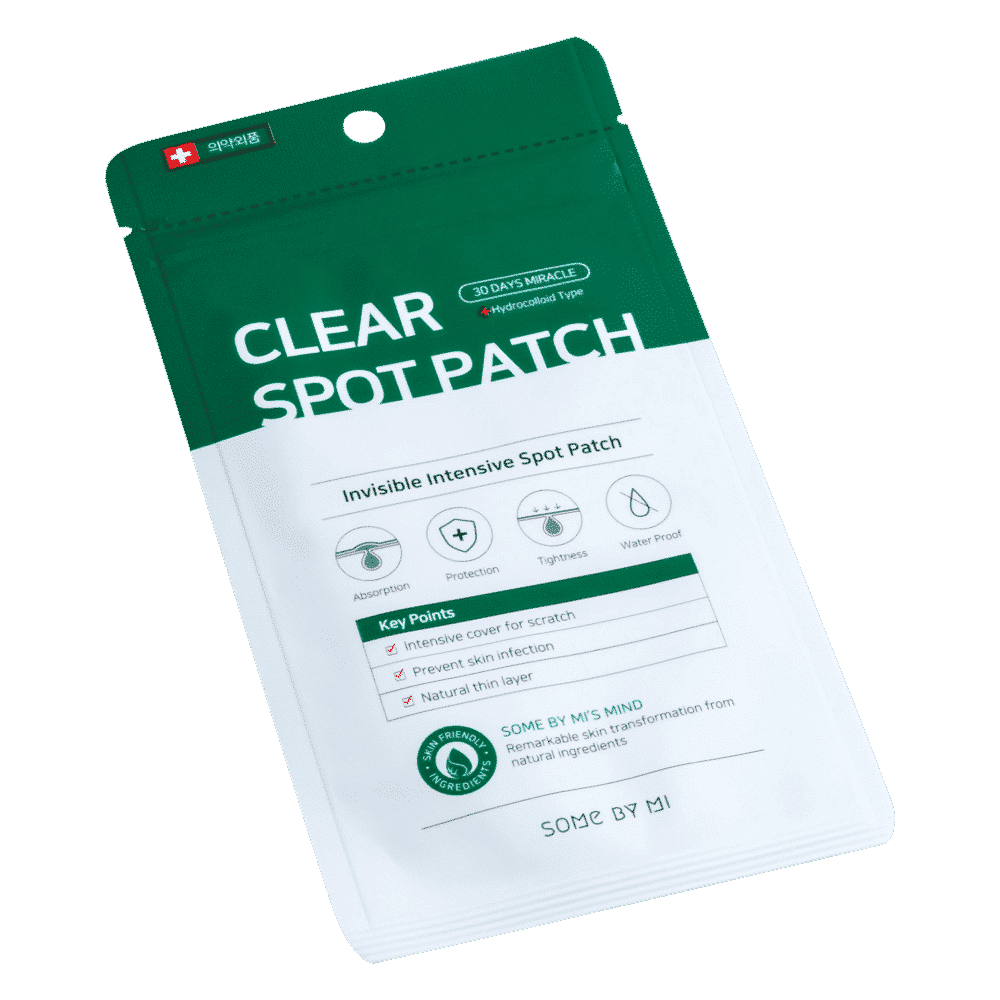 의약외품
30 DAYS MIRACLE
Hydrocolloid Type
CLEAR
SPOT PATCH
Invisible Intensive Spot Patch
Absorption
Protection
Tightness
Water Proof
Key Points
Intensive cover for scratch
Prevent skin infection
Natural thin layer
SKIN FRIENDLY
INGREDIENTS
SOME BY MI'S MIND
Remarkable skin transformation from
natural ingredients
SOME BY MI